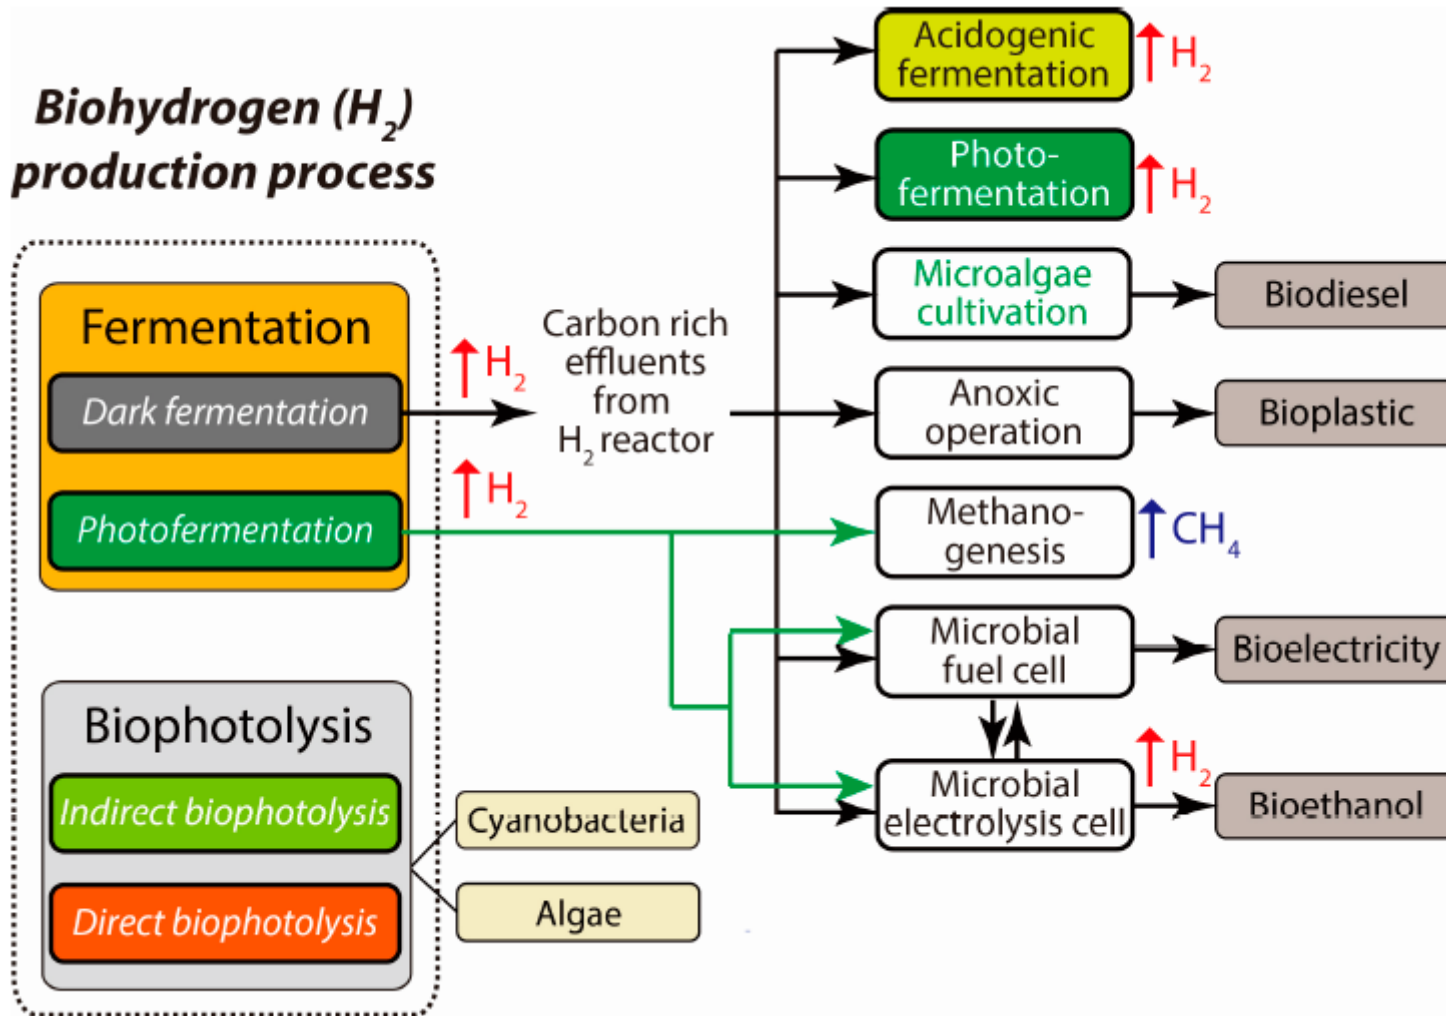 Biohydrogen (H₂)
production process
Fermentation
Dark fermentation
Photofermentation
Biophotolysis
Indirect biophotolysis
Direct biophotolysis
Cyanobacteria
Algae
H₂
H₂
Carbon rich
effluents
from
H₂ reactor
Acidogenic
fermentation
H₂
Photo-
fermentation
H₂
Microalgae
cultivation
Biodiesel
Anoxic
operation
Bioplastic
Methano-
genesis
CH₄
Microbial
fuel cell
Bioelectricity
Microbial
electrolysis cell
H₂
Bioethanol